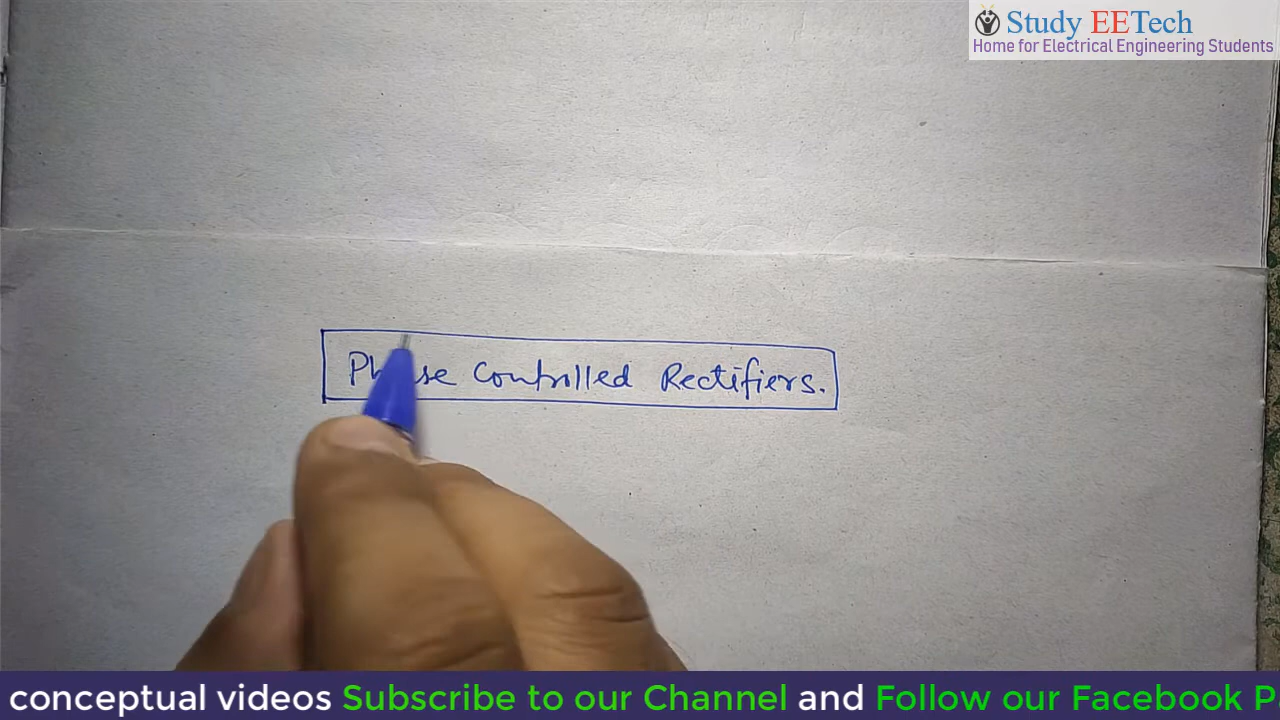 Study EETech
Home for Electrical Engineering Students
Phase Controlled Rectifiers.
conceptual videos Subscribe to our Channel and Follow our Facebook P